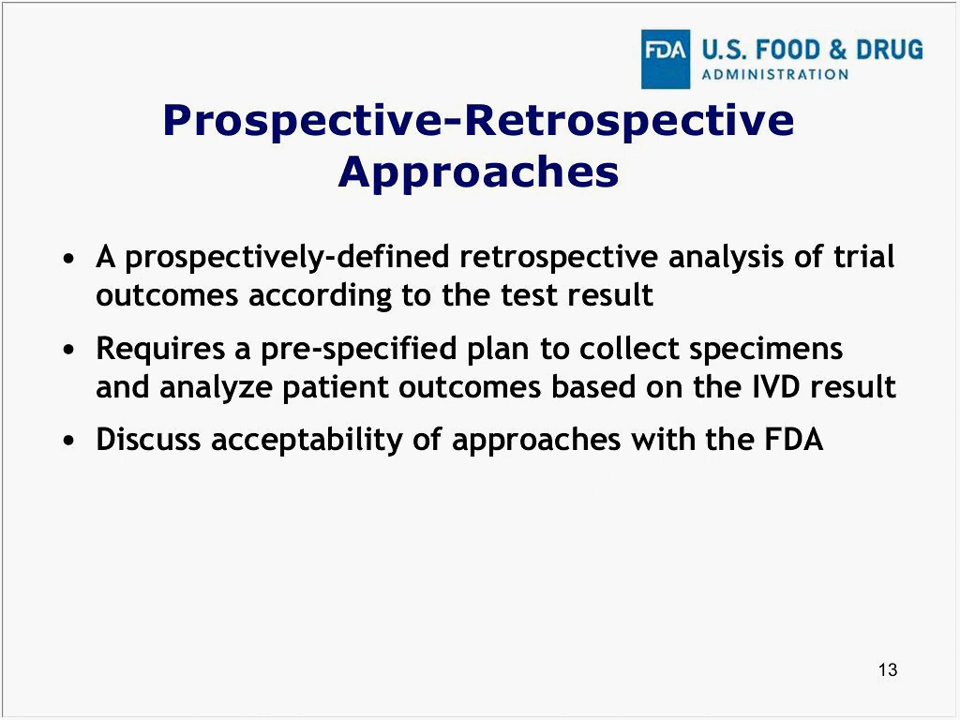 FDA U.S. FOOD & DRUG
ADMINISTRATION
Prospective-Retrospective
Approaches
• A prospectively-defined retrospective analysis of trial
outcomes according to the test result
• Requires a pre-specified plan to collect specimens
and analyze patient outcomes based on the IVD result
• Discuss acceptability of approaches with the FDA
13